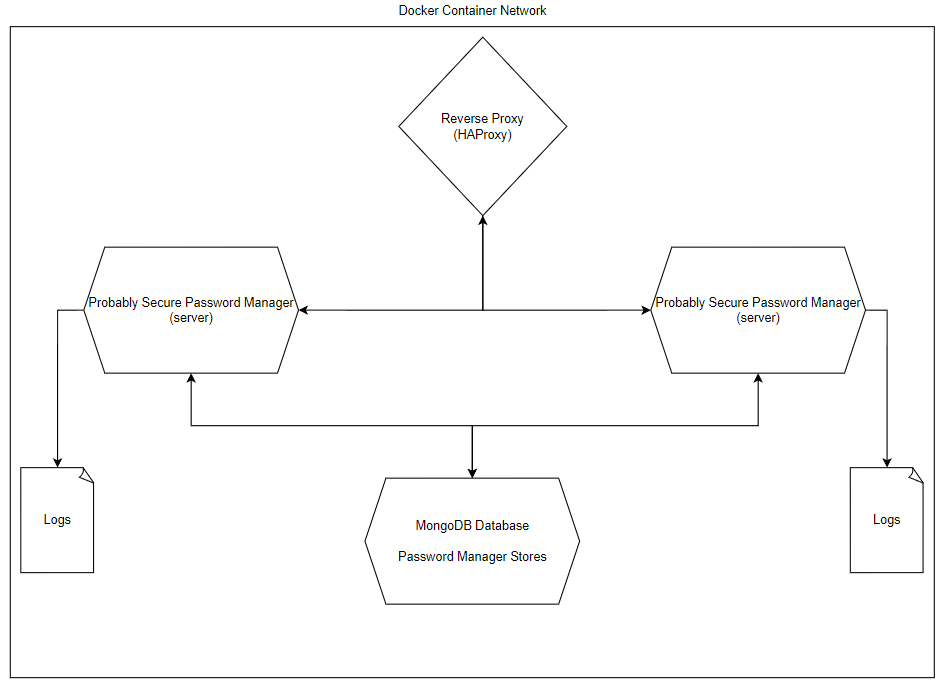 Docker Container Network
Reverse Proxy
(HAProxy)
Probably Secure Password Manager
(server)
Probably Secure Password Manager
(server)
Logs
MongoDB Database
Password Manager Stores
Logs